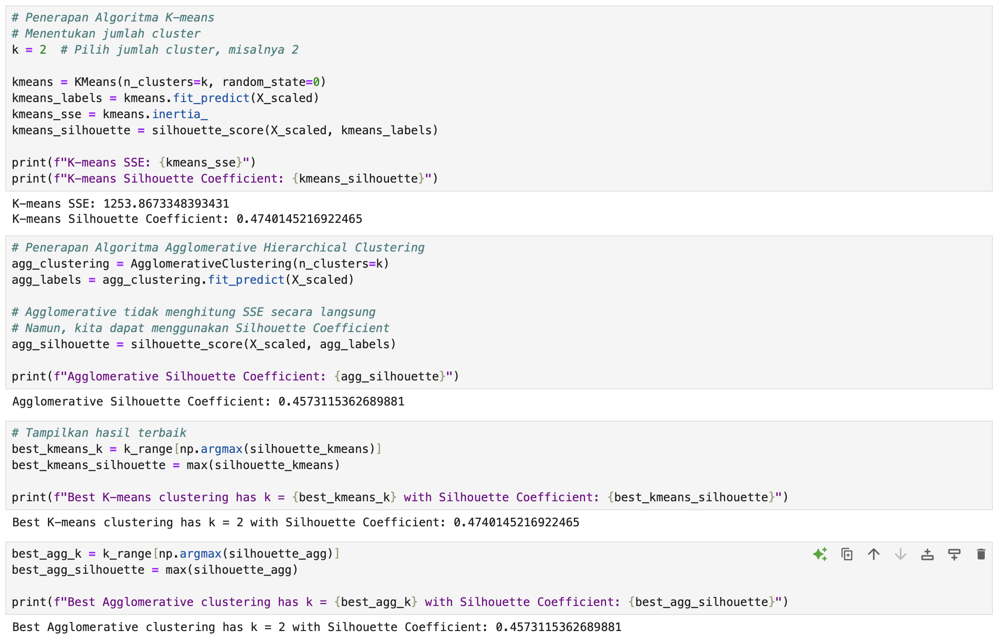 # Penerapan Algoritma K-means
# Menentukan jumlah cluster
k = 2  # Pilih jumlah cluster, misalnya 2

kmeans = KMeans(n_clusters=k, random_state=0)
kmeans_labels = kmeans.fit_predict(X_scaled)
kmeans_sse = kmeans.inertia_
kmeans_silhouette = silhouette_score(X_scaled, kmeans_labels)

print(f"K-means SSE: {kmeans_sse}")
print(f"K-means Silhouette Coefficient: {kmeans_silhouette}")
K-means SSE: 1253.8673348393431
K-means Silhouette Coefficient: 0.4740145216922465
# Penerapan Algoritma Agglomerative Hierarchical Clustering
agg_clustering = AgglomerativeClustering(n_clusters=k)
agg_labels = agg_clustering.fit_predict(X_scaled)

# Agglomerative tidak menghitung SSE secara langsung
# Namun, kita dapat menggunakan Silhouette Coefficient
agg_silhouette = silhouette_score(X_scaled, agg_labels)

print(f"Agglomerative Silhouette Coefficient: {agg_silhouette}")
Agglomerative Silhouette Coefficient: 0.4573115362689881
# Tampilkan hasil terbaik
best_kmeans_k = k_range[np.argmax(silhouette_kmeans)]
best_kmeans_silhouette = max(silhouette_kmeans)

print(f"Best K-means clustering has k = {best_kmeans_k} with Silhouette Coefficient: {best_kmeans_silhouette}")
Best K-means clustering has k = 2 with Silhouette Coefficient: 0.4740145216922465
best_agg_k = k_range[np.argmax(silhouette_agg)]
best_agg_silhouette = max(silhouette_agg)

print(f"Best Agglomerative clustering has k = {best_agg_k} with Silhouette Coefficient: {best_agg_silhouette}")
Best Agglomerative clustering has k = 2 with Silhouette Coefficient: 0.4573115362689881